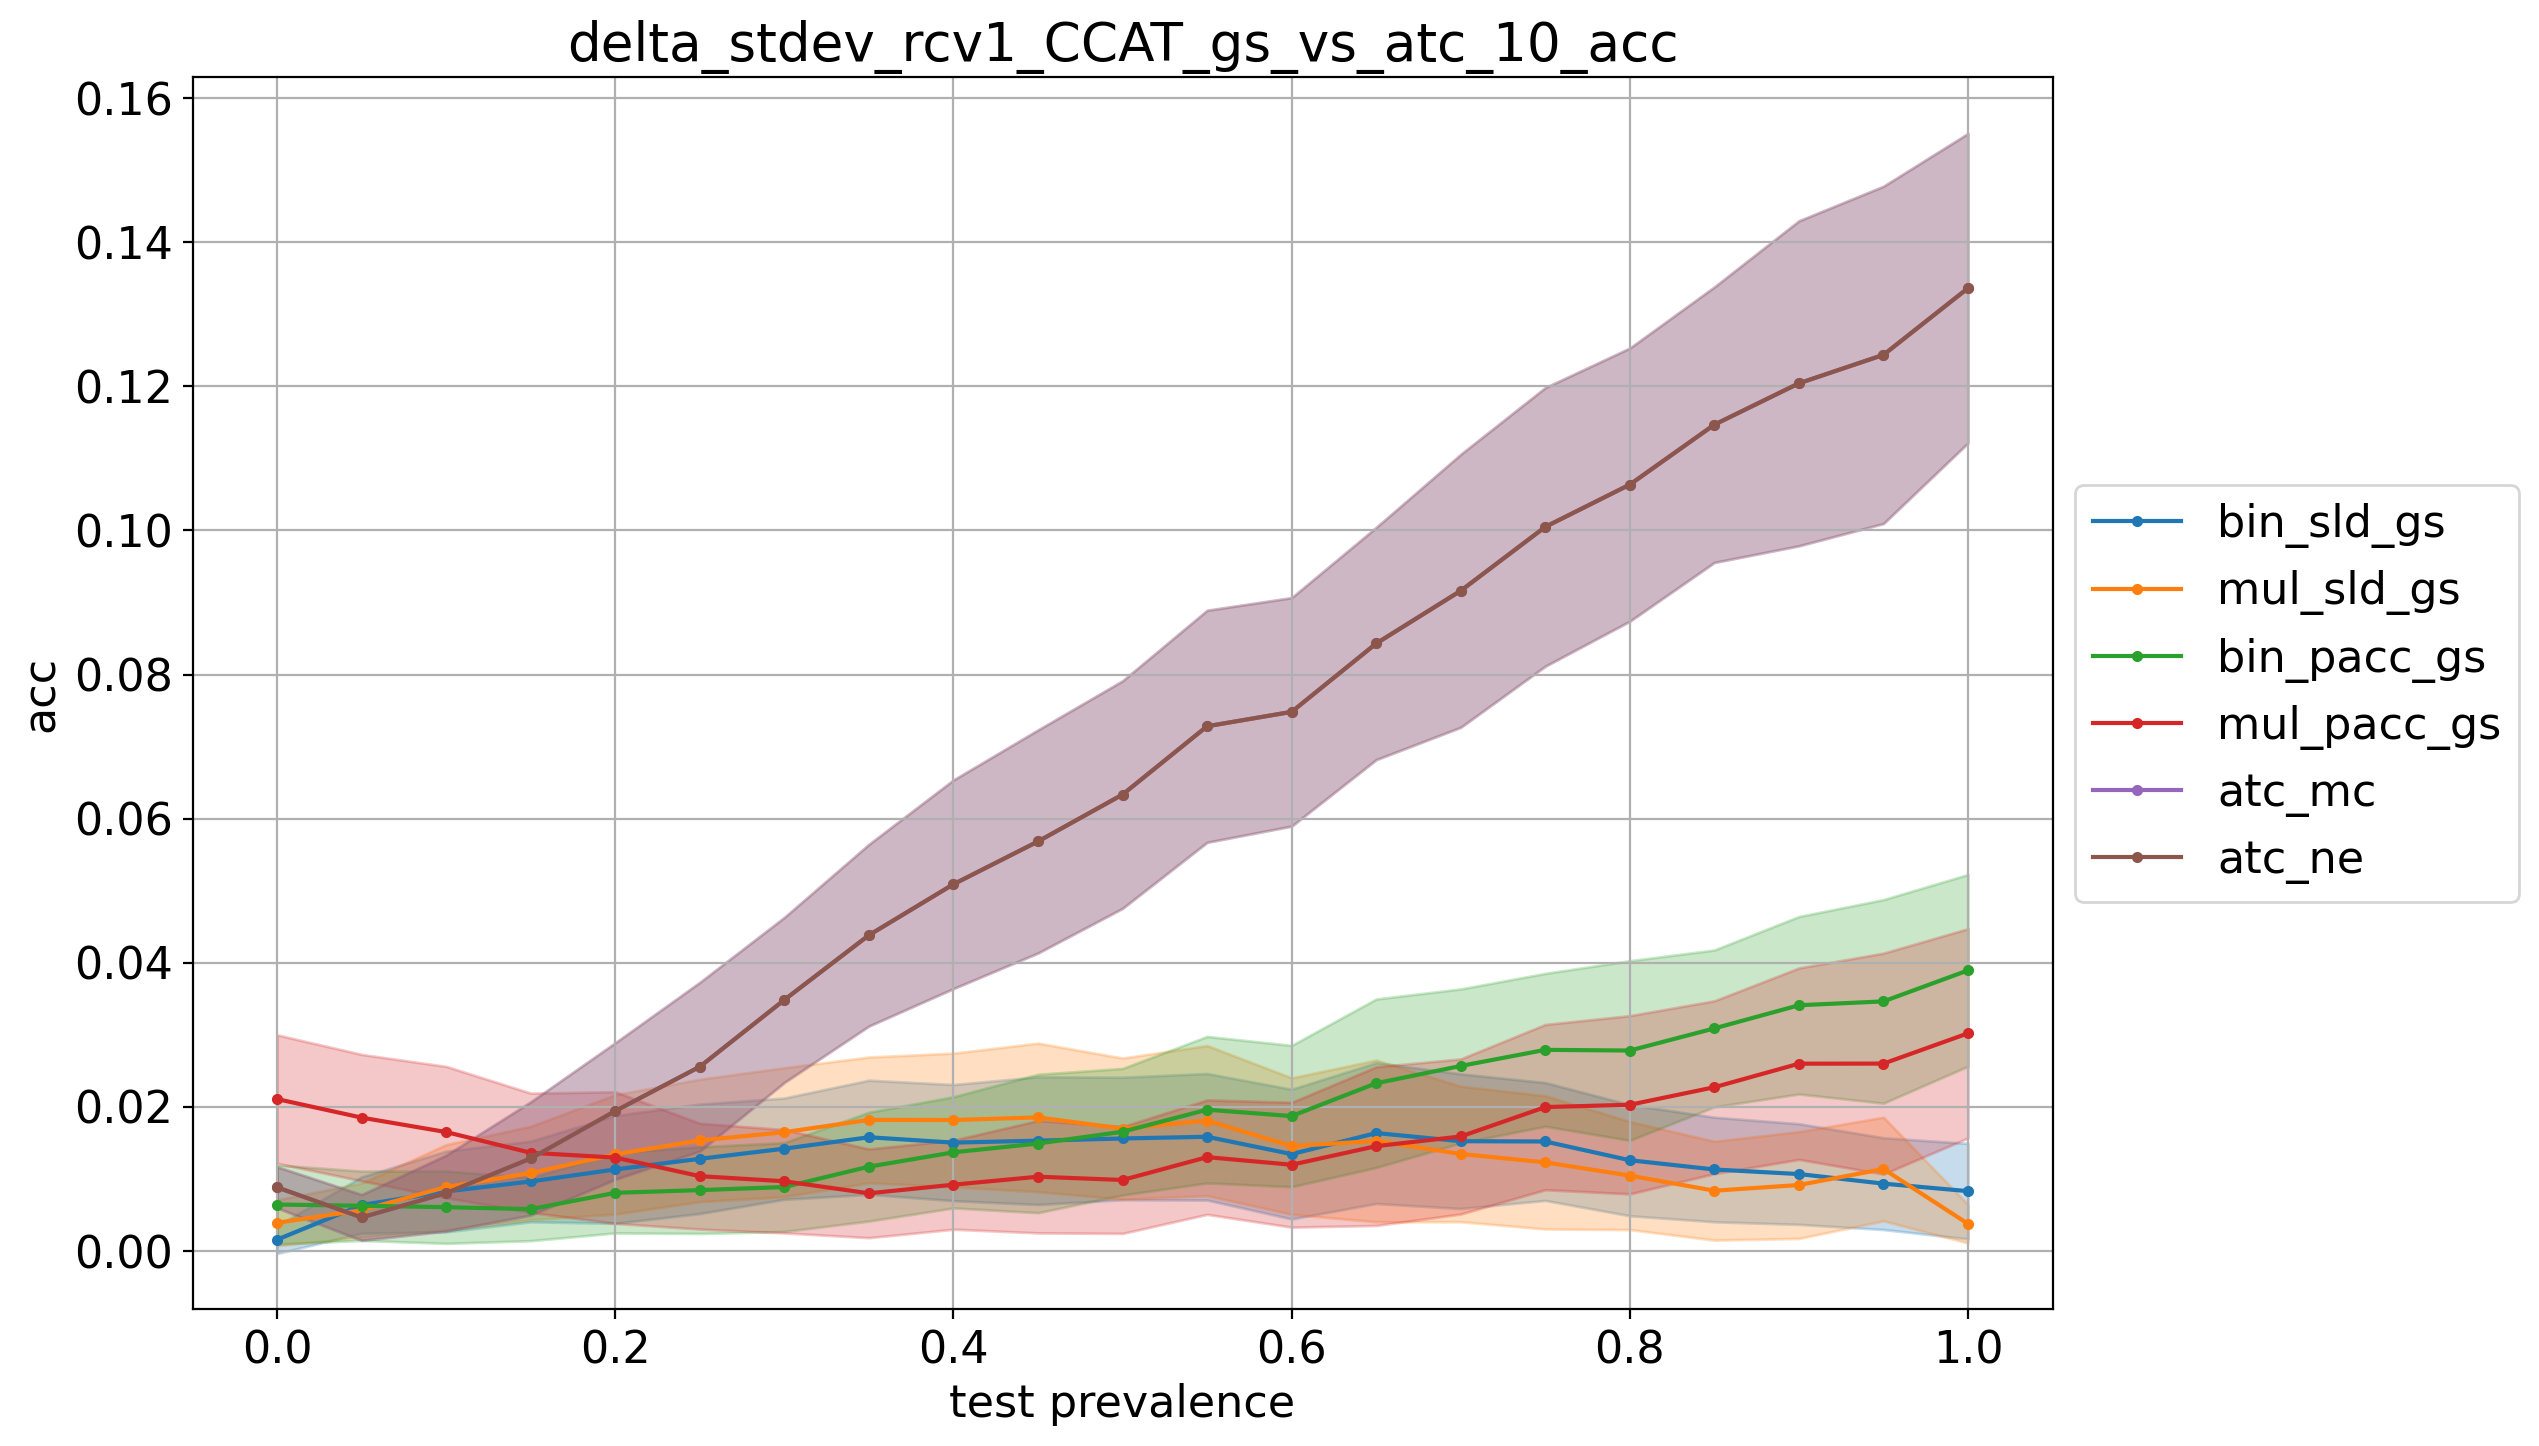 delta_stdev_rcv1_CCAT_gs_vs_atc_10_acc
0.16
0.14
0.12
0.10
0.08
0.06
0.04
0.02
0.00
acc
0.0 0.2 0.4 0.6 0.8 1.0
test prevalence
bin_sld_gs
mul_sld_gs
bin_pacc_gs
mul_pacc_gs
atc_mc
atc_ne